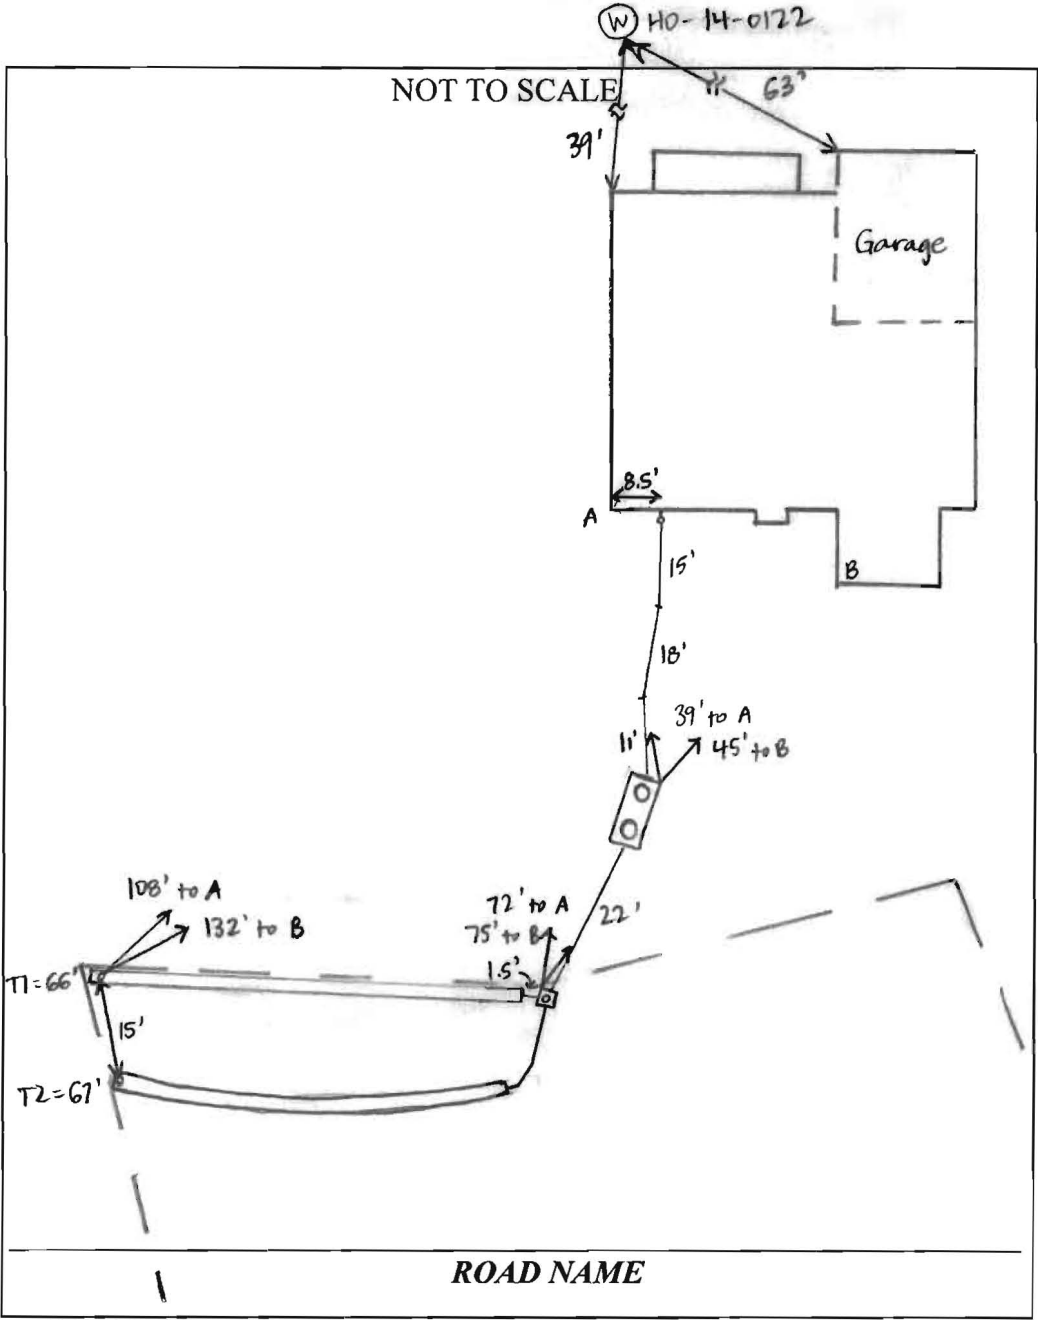 W HO-14-0122
NOT TO SCALE
63'
39'
Garage
8.5'
A
15'
B
18'
39' to A
11'
45' to B
108' to A
72' to A
132' to B
75' to B
22'
1.5'
T1=66'
15'
T2=67'
ROAD NAME